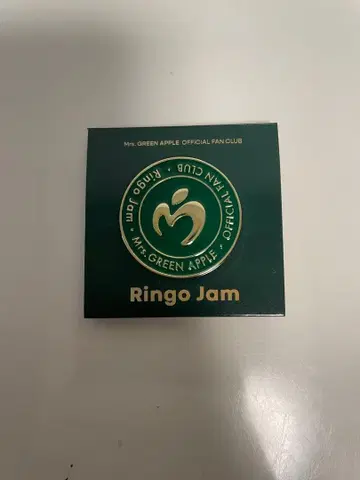 Mrs. GREEN APPLE OFFICIAL FAN CLUB
Ringo Jam • Mrs. GREEN APPLE • OFFICIAL FAN CLUB •
Ringo Jam